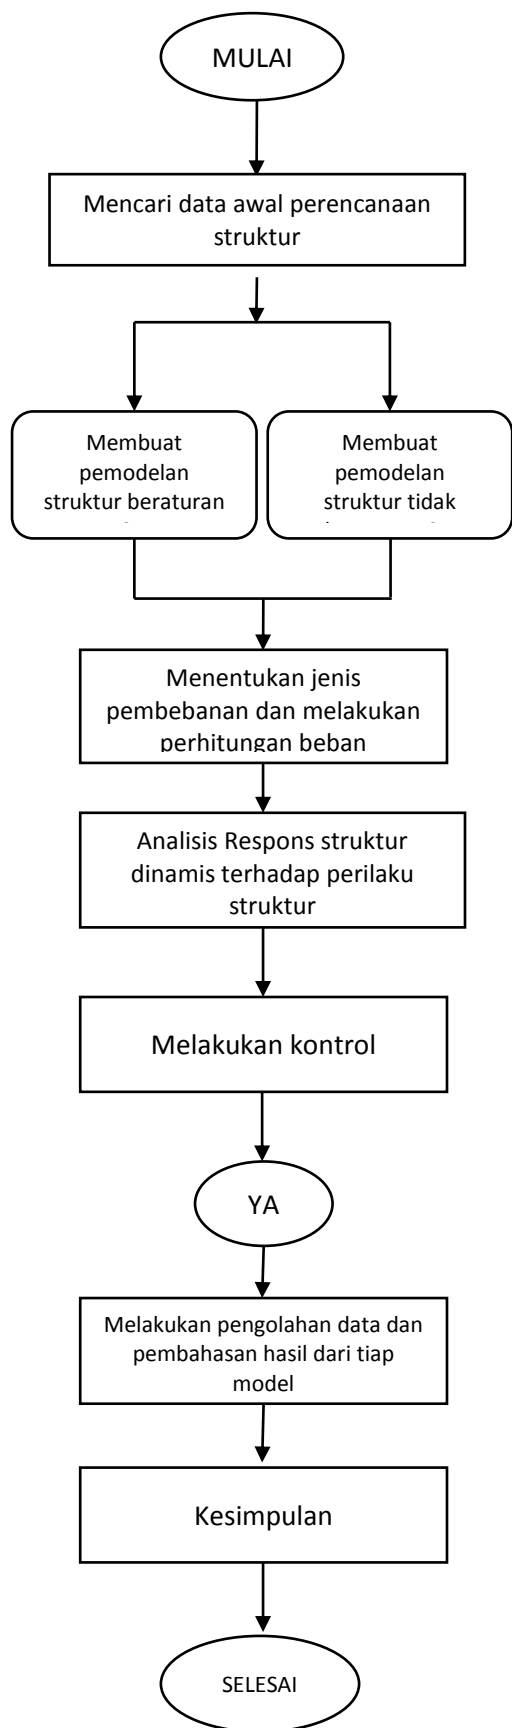 MULAI
Mencari data awal perencanaan
struktur
Membuat
pemodelan
struktur beraturan
Membuat
pemodelan
struktur tidak
Menentukan jenis
pembebanan dan melakukan
perhitungan beban
Analisis Respons struktur
dinamis terhadap perilaku
struktur
Melakukan kontrol
YA
Melakukan pengolahan data dan
pembahasan hasil dari tiap
model
Kesimpulan
SELESAI